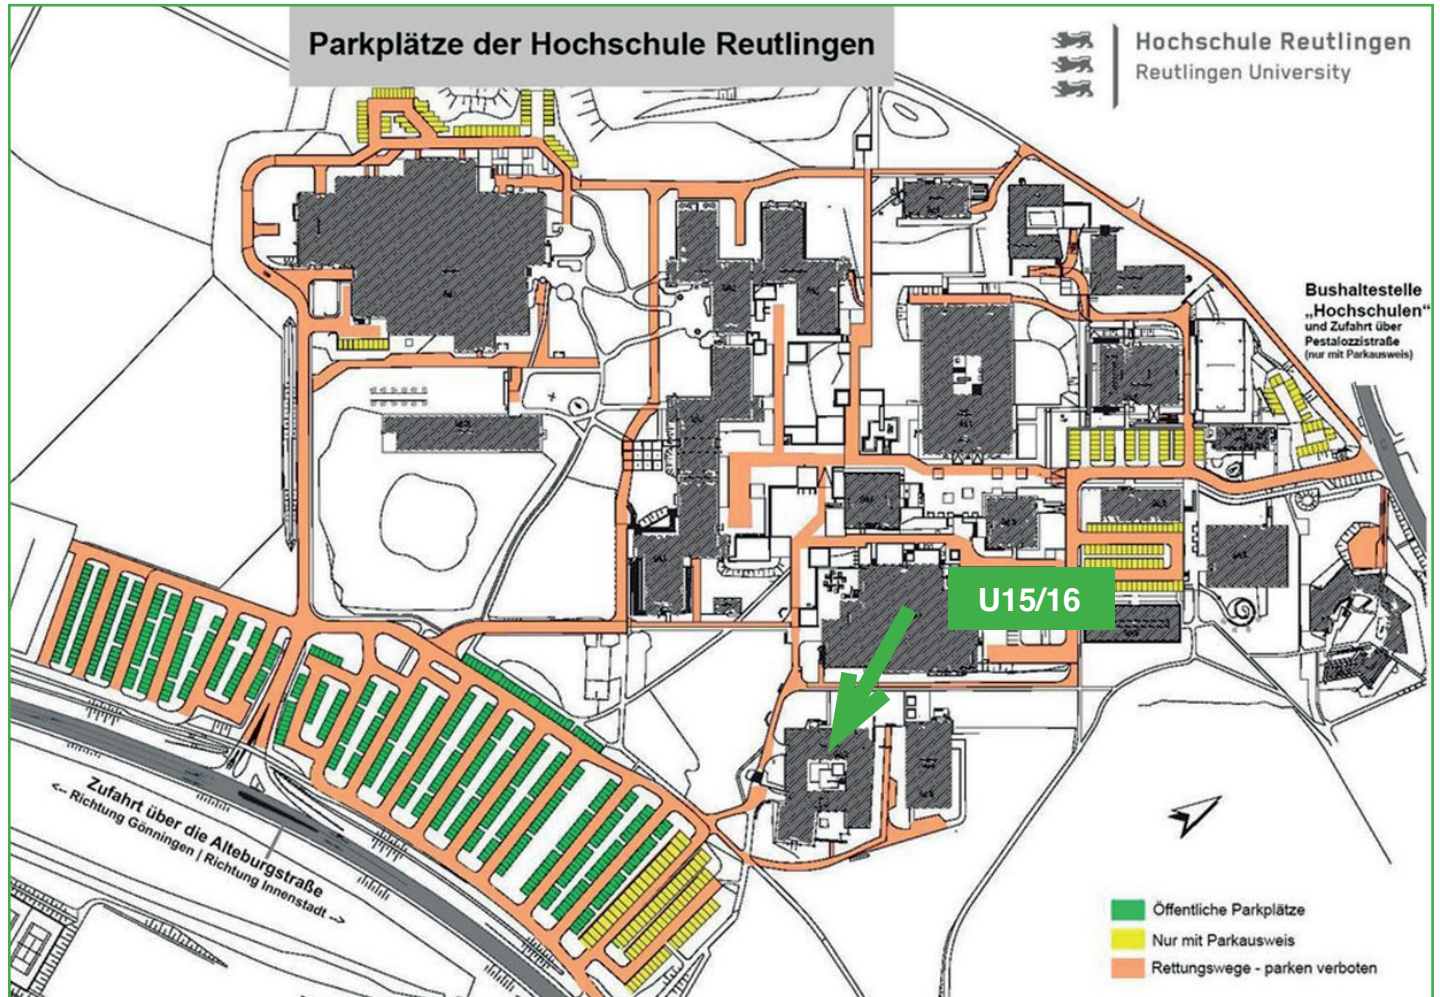 Parkplätze der Hochschule Reutlingen
Hochschule Reutlingen
Reutlingen University
Bushaltestelle
„Hochschulen“
und Zufahrt über
Pestalozzistraße
(nur mit Parkausweis)
U15/16
Zufahrt über die Alteburgstraße
<-- Richtung Gönningen / Richtung Innenstadt -->
Öffentliche Parkplätze
Nur mit Parkausweis
Rettungswege - parken verboten